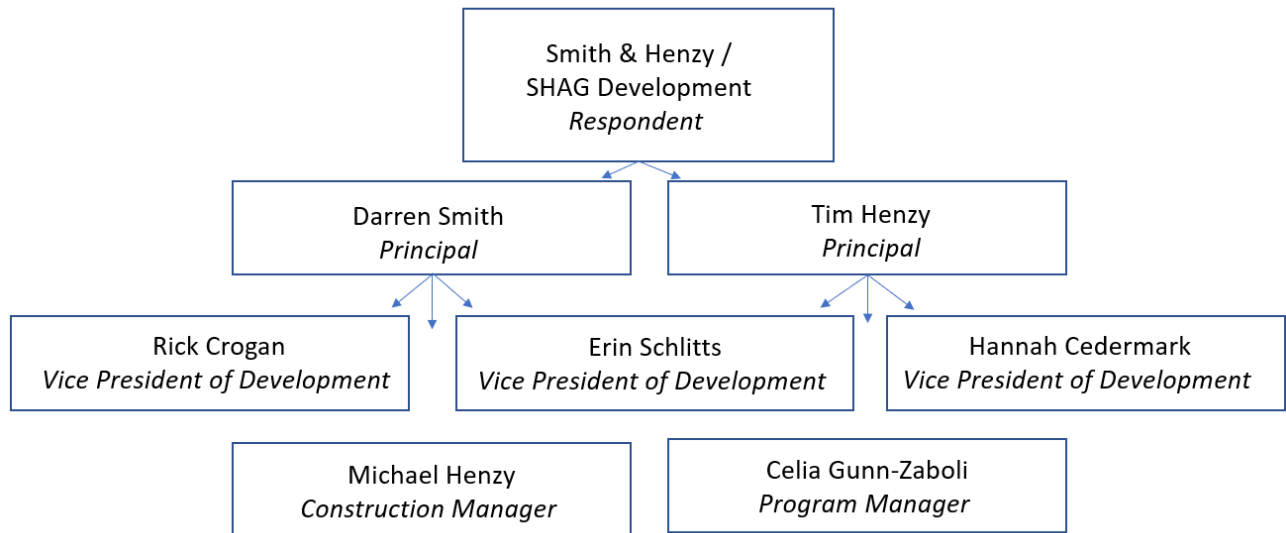 Smith & Henzy /
SHAG Development
Respondent
Darren Smith
Principal
Tim Henzy
Principal
Rick Crogan
Vice President of Development
Erin Schlitts
Vice President of Development
Hannah Cedermark
Vice President of Development
Michael Henzy
Construction Manager
Celia Gunn-Zaboli
Program Manager